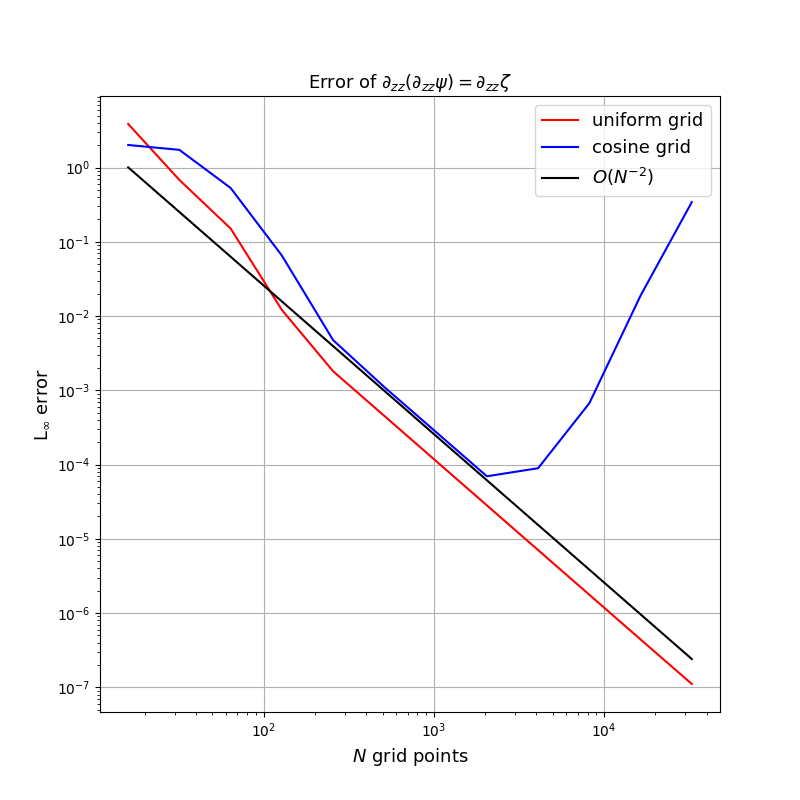 Error of ∂zz(∂zzψ) = ∂zzζ
uniform grid
cosine grid
O(N⁻²)
L∞ error
10⁰
10⁻¹
10⁻²
10⁻³
10⁻⁴
10⁻⁵
10⁻⁶
10⁻⁷
10² 10³ 10⁴
N grid points